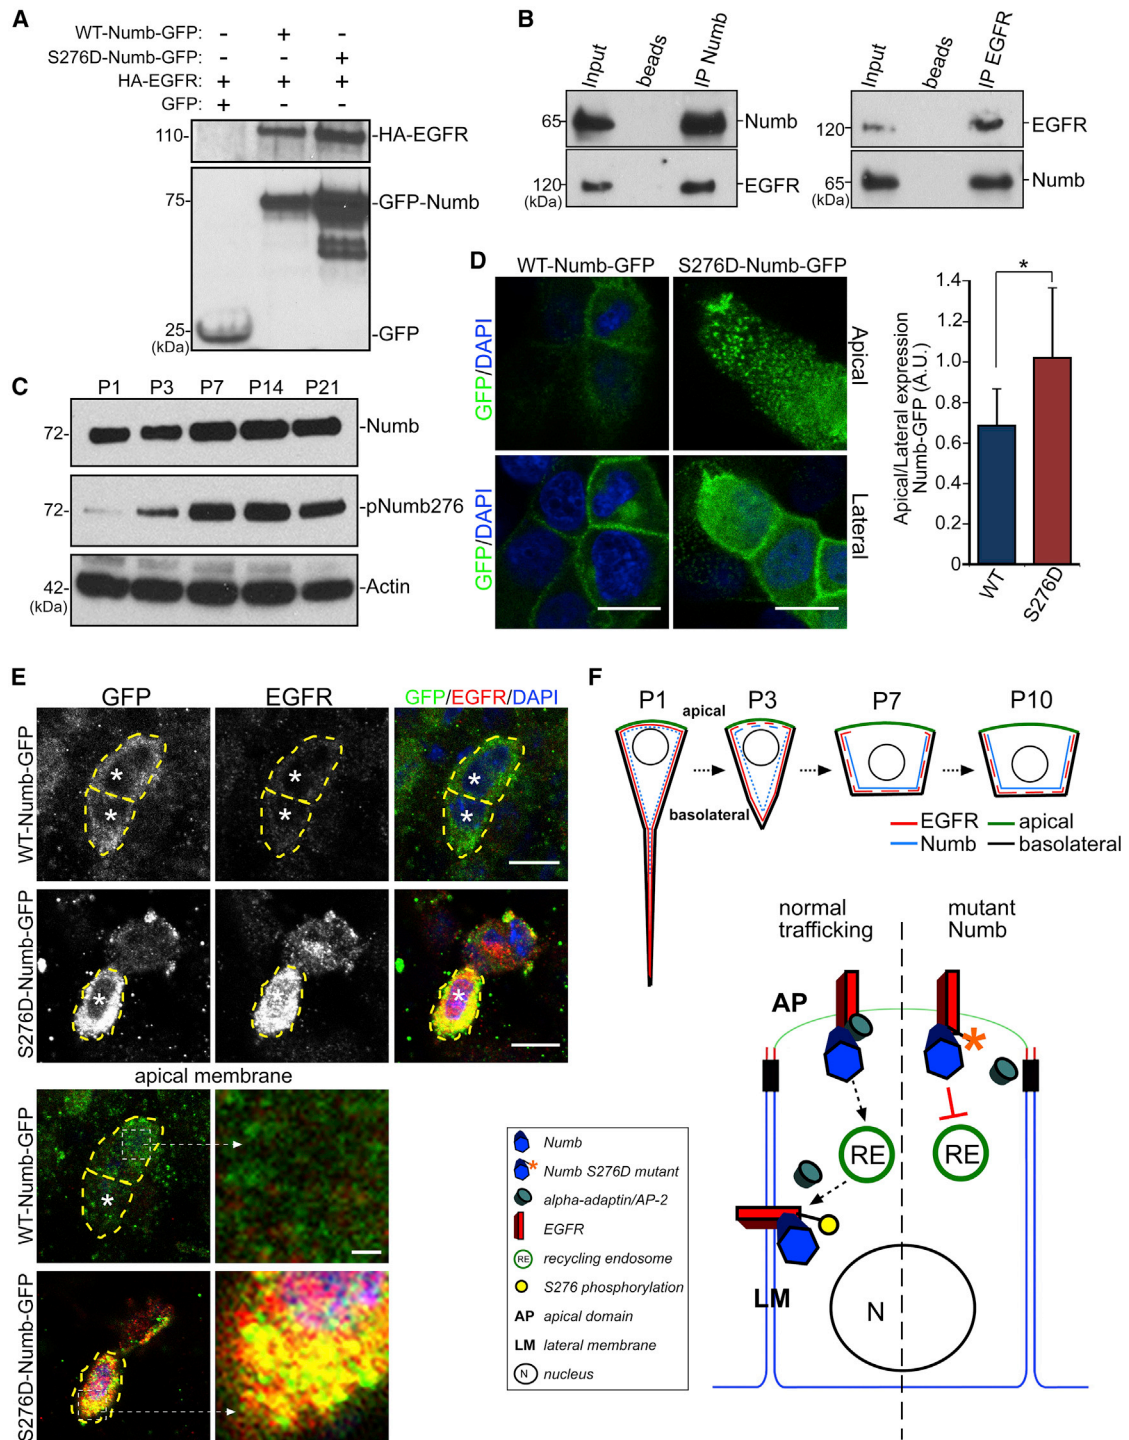 A
WT-Numb-GFP: - + -
S276D-Numb-GFP: - - +
HA-EGFR: + + +
GFP: + - -
110- -HA-EGFR
75- -GFP-Numb
25- -GFP
(kDa)
B
Input beads IP Numb
65- -Numb
120- -EGFR
(kDa)
Input beads IP EGFR
120- -EGFR
65- -Numb
(kDa)
C
P1 P3 P7 P14 P21
72- -Numb
72- -pNumb276
42- -Actin
(kDa)
D
WT-Numb-GFP S276D-Numb-GFP
GFP/DAPI
Apical
GFP/DAPI
Lateral
Apical/Lateral expression
Numb-GFP (A.U.)
1.4
1.2
1.0
0.8
0.6
0.4
0.2
0
*
WT S276D
E
GFP EGFR GFP/EGFR/DAPI
WT-Numb-GFP
* * *
* * *
S276D-Numb-GFP
* * *
apical membrane
WT-Numb-GFP
*
S276D-Numb-GFP
F
P1 P3 P7 P10
apical
basolateral
EGFR apical
Numb basolateral
normal
trafficking
mutant
Numb
AP
*
RE RE
LM
N
Numb
* Numb S276D mutant
alpha-adaptin/AP-2
EGFR
RE recycling endosome
S276 phosphorylation
AP apical domain
LM lateral membrane
N nucleus